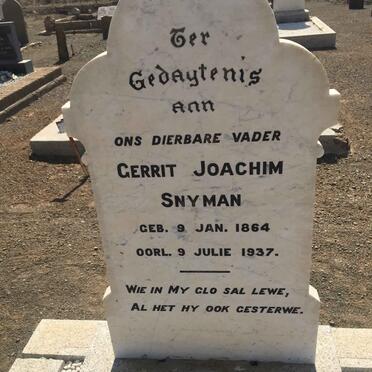 Ter
Gedagtenis
aan
ONS DIERBARE VADER
GERRIT JOACHIM
SNYMAN
GEB. 9 JAN. 1864
OORL. 9 JULIE 1937.
WIE IN MY GLO SAL LEWE,
AL HET HY OOK GESTERWE.